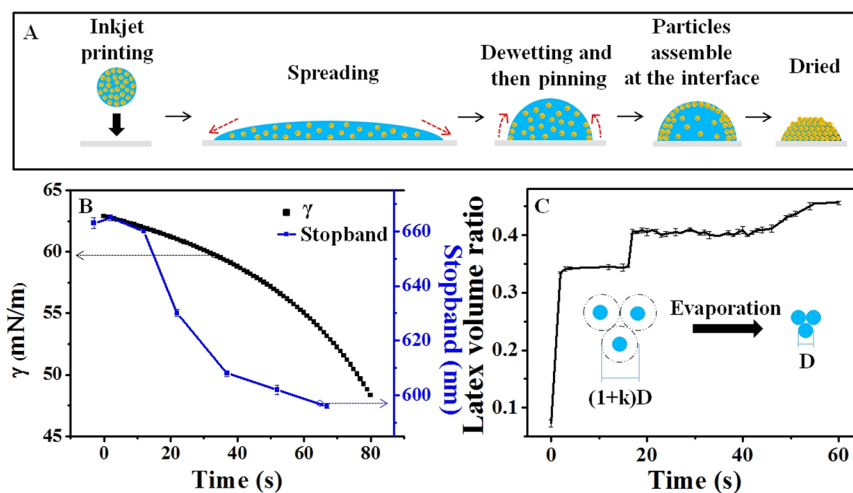 A
Inkjet
printing
Spreading
Dewetting and
then pinning
Particles
assemble
at the interface
Dried
B
γ
Stopband
γ (mN/m)
65
60
55
50
45
0
20
40
60
80
Time (s)
Stopband (nm)
660
640
620
600
C
Latex volume ratio
0.4
0.3
0.2
0.1
0
20
40
60
Time (s)
Evaporation
(1+k)D
D